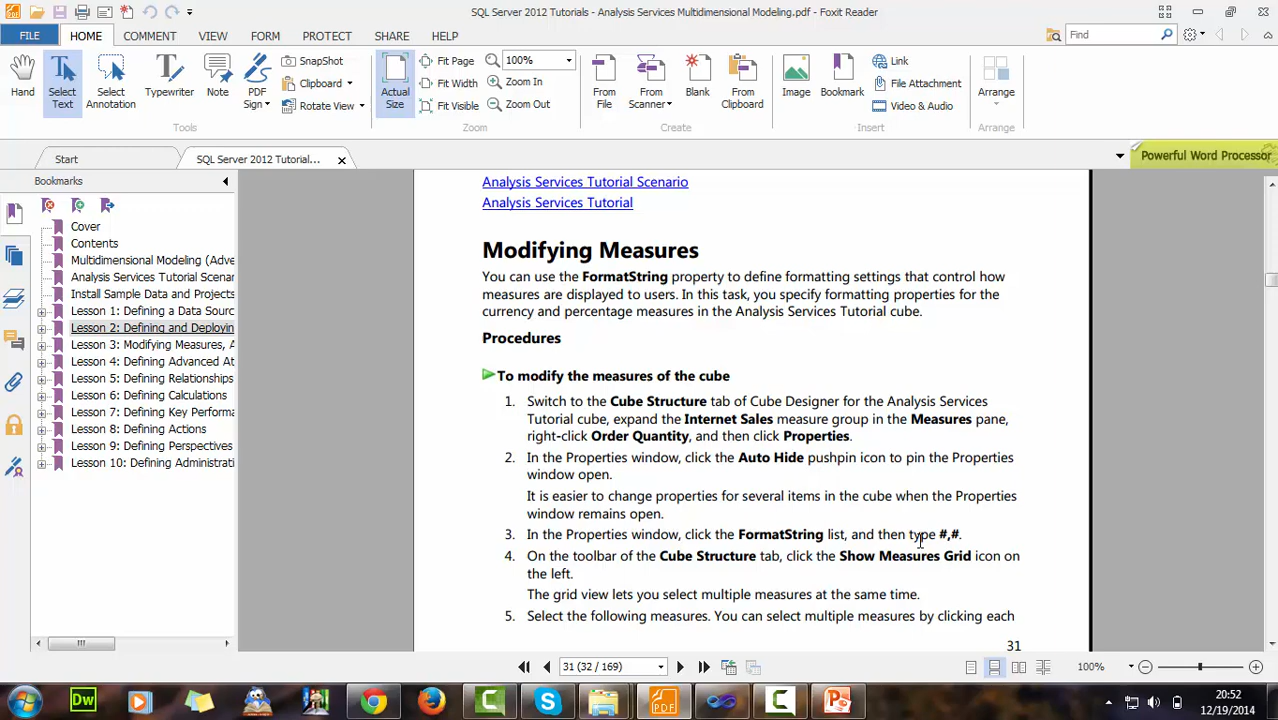 SQL Server 2012 Tutorials - Analysis Services Multidimensional Modeling.pdf - Foxit Reader
FILE HOME COMMENT VIEW FORM PROTECT SHARE HELP
Find
Hand
Select Text
Select Annotation
Typewriter
Note
PDF Sign
SnapShot
Clipboard
Rotate View
Tools
Actual Size
Fit Page
Fit Width
Fit Visible
100%
Zoom In
Zoom Out
Zoom
From File
From Scanner
Blank
From Clipboard
Create
Image
Bookmark
Link
File Attachment
Video & Audio
Insert
Arrange
Arrange
Start
SQL Server 2012 Tutorial...
Powerful Word Processor
Bookmarks
Cover
Contents
Multidimensional Modeling (Adve
Analysis Services Tutorial Scenar
Install Sample Data and Projects
Lesson 1: Defining a Data Sourc
Lesson 2: Defining and Deployin
Lesson 3: Modifying Measures, A
Lesson 4: Defining Advanced At
Lesson 5: Defining Relationships
Lesson 6: Defining Calculations
Lesson 7: Defining Key Performa
Lesson 8: Defining Actions
Lesson 9: Defining Perspectives
Lesson 10: Defining Administrati
Analysis Services Tutorial Scenario
Analysis Services Tutorial
Modifying Measures
You can use the FormatString property to define formatting settings that control how
measures are displayed to users. In this task, you specify formatting properties for the
currency and percentage measures in the Analysis Services Tutorial cube.
Procedures
To modify the measures of the cube
1. Switch to the Cube Structure tab of Cube Designer for the Analysis Services
Tutorial cube, expand the Internet Sales measure group in the Measures pane,
right-click Order Quantity, and then click Properties.
2. In the Properties window, click the Auto Hide pushpin icon to pin the Properties
window open.
It is easier to change properties for several items in the cube when the Properties
window remains open.
3. In the Properties window, click the FormatString list, and then type #,#.
4. On the toolbar of the Cube Structure tab, click the Show Measures Grid icon on
the left.
The grid view lets you select multiple measures at the same time.
5. Select the following measures. You can select multiple measures by clicking each
31
31 (32 / 169)
100%
20:52
12/19/2014